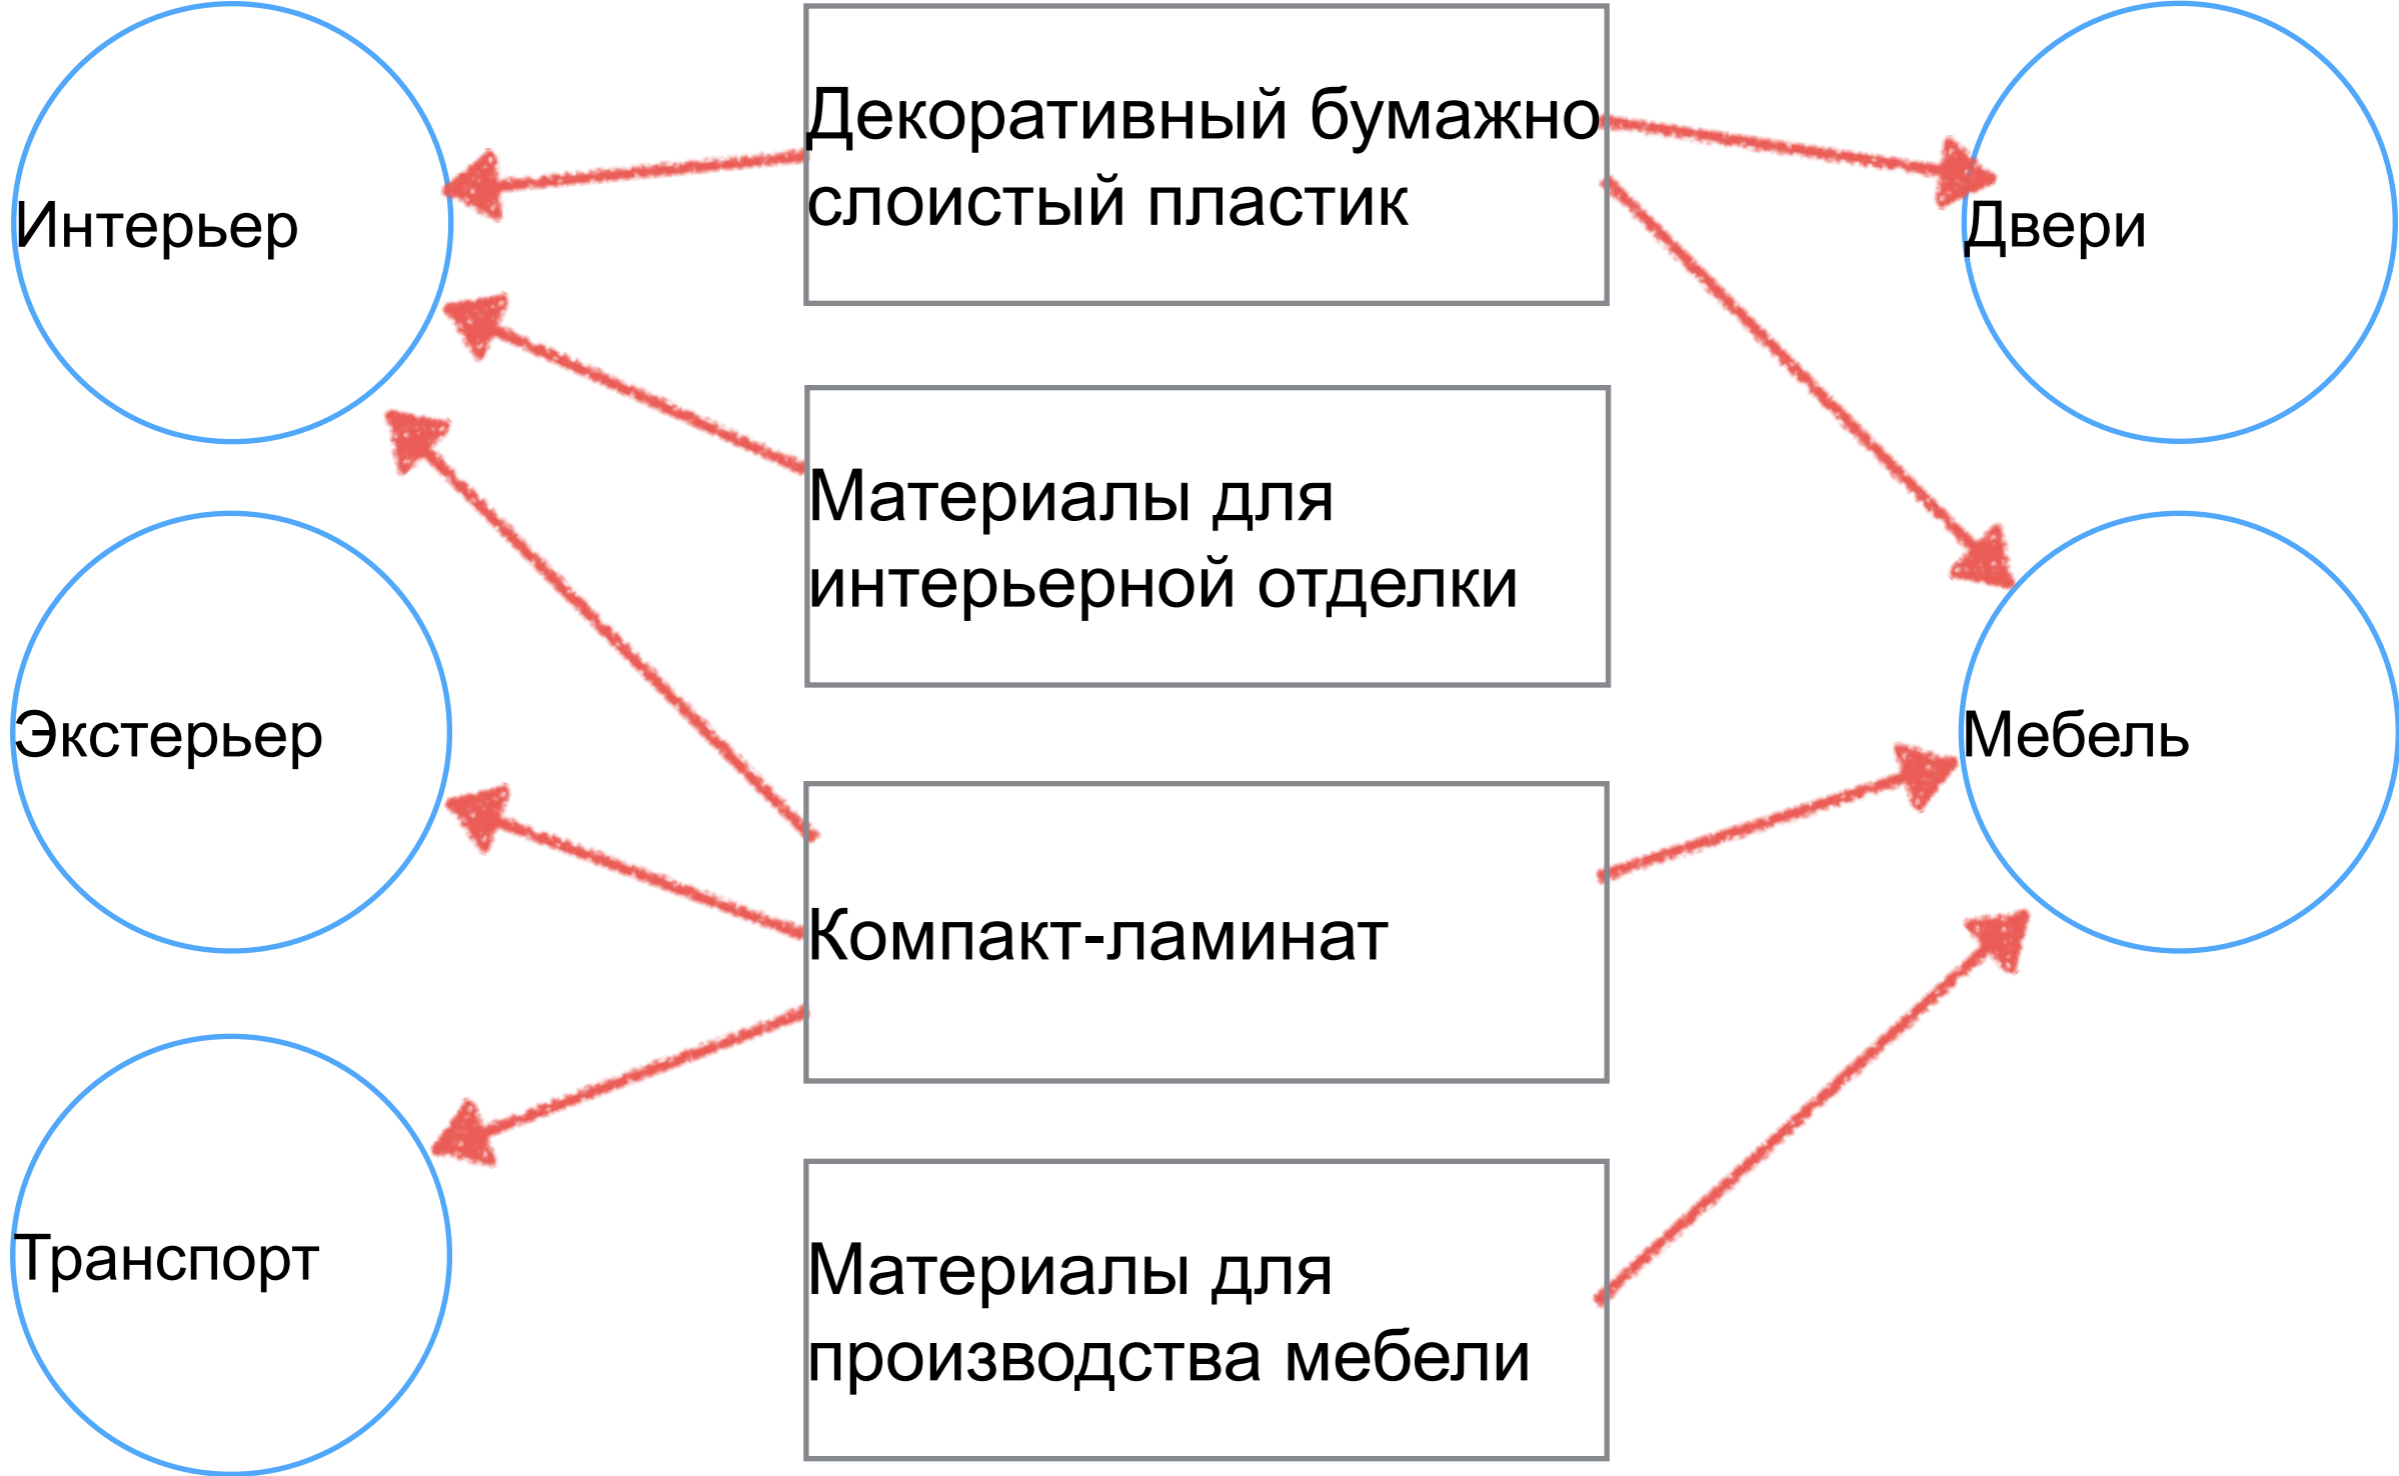 Интерьер
Экстерьер
Транспорт
Декоративный бумажно
слоистый пластик
Материалы для
интерьерной отделки
Компакт-ламинат
Материалы для
производства мебели
Двери
Мебель